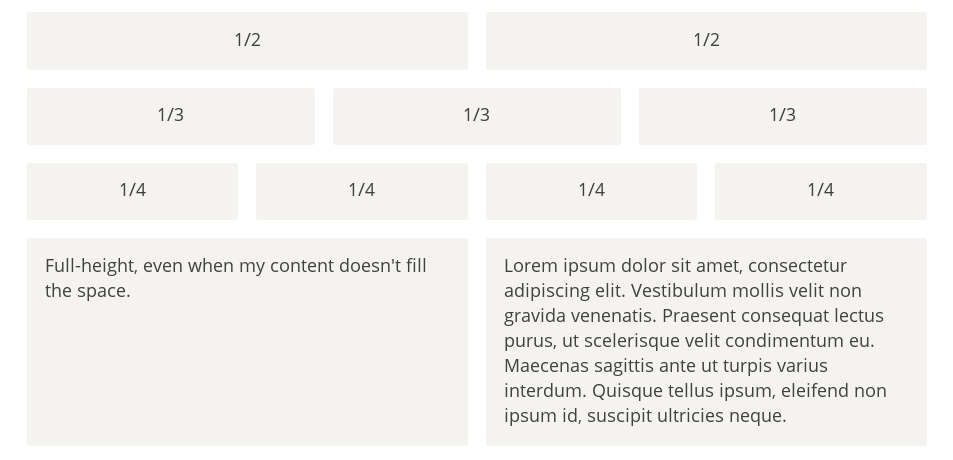 1/2 1/2
1/3 1/3 1/3
1/4 1/4 1/4 1/4
Full-height, even when my content doesn't fill
the space.
Lorem ipsum dolor sit amet, consectetur
adipiscing elit. Vestibulum mollis velit non
gravida venenatis. Praesent consequat lectus
purus, ut scelerisque velit condimentum eu.
Maecenas sagittis ante ut turpis varius
interdum. Quisque tellus ipsum, eleifend non
ipsum id, suscipit ultricies neque.